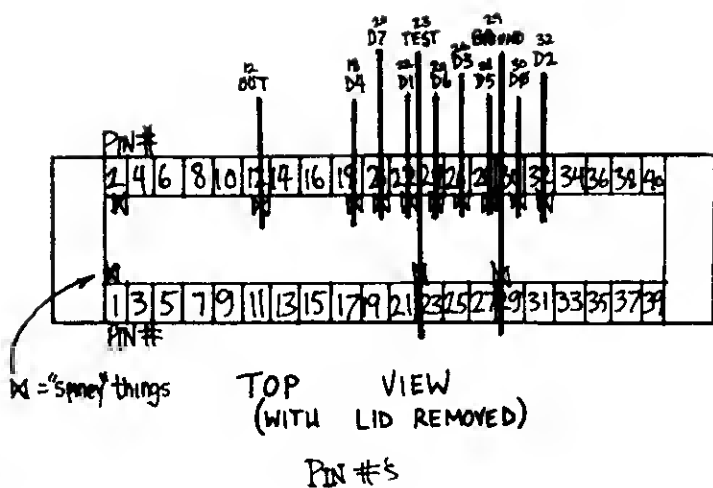 20 23 29
D7 TEST GROUND
12 18 22 24 26 28 30 32
OUT D4 D1 D6 D3 D5 D0 D2
PIN #
2 4 6 8 10 12 14 16 18 20 22 24 26 28 30 32 34 36 38 40
1 3 5 7 9 11 13 15 17 19 21 23 25 27 29 31 33 35 37 39
PIN #
= "spiney" things
TOP VIEW
(WITH LID REMOVED)
PIN #'S